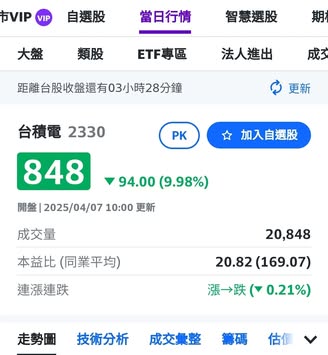 市VIP VIP 自選股 當日行情 智慧選股 期
大盤 類股 ETF專區 法人進出 成交
距離台股收盤還有03小時28分鐘 更新
台積電 2330 PK ☆ 加入自選股
848 ▼ 94.00 (9.98%)
開盤 | 2025/04/07 10:00 更新
成交量 20,848
本益比 (同業平均) 20.82 (169.07)
連漲連跌 漲→跌 (▼ 0.21%)
走勢圖 技術分析 成交彙整 籌碼 估